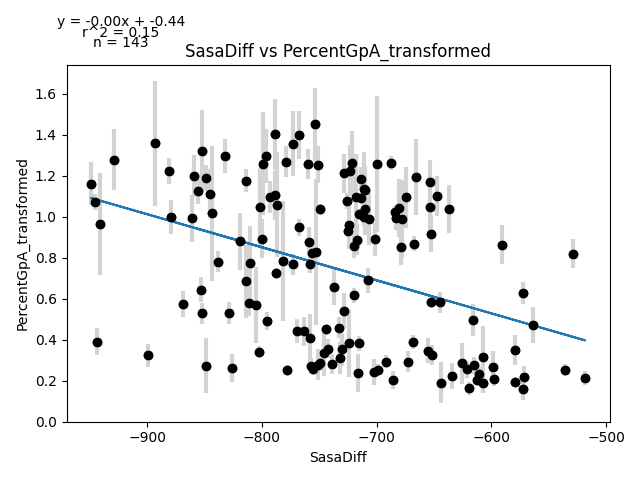 y = -0.00x + -0.44
r^2 = 0.15
n = 143
SasaDiff vs PercentGpA_transformed
PercentGpA_transformed
1.6
1.4
1.2
1.0
0.8
0.6
0.4
0.2
0.0
−900 −800 −700 −600 −500
SasaDiff